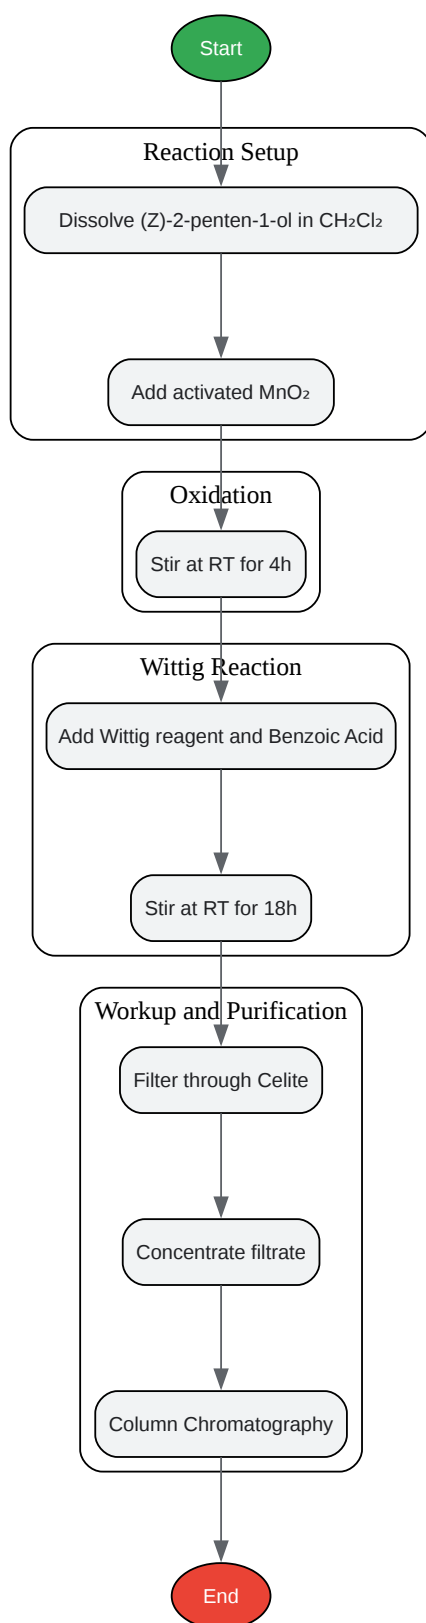 Start
Reaction Setup
Dissolve (Z)-2-penten-1-ol in CH₂Cl₂
Add activated MnO₂
Oxidation
Stir at RT for 4h
Wittig Reaction
Add Wittig reagent and Benzoic Acid
Stir at RT for 18h
Workup and Purification
Filter through Celite
Concentrate filtrate
Column Chromatography
End